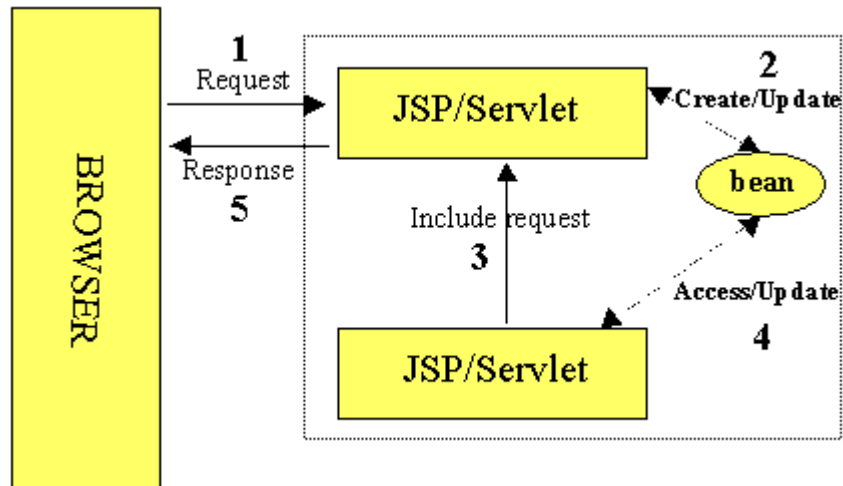 BROWSER
1
Request
Response
5
JSP/Servlet
2
Create/Update
bean
Include request
3
Access/Update
4
JSP/Servlet